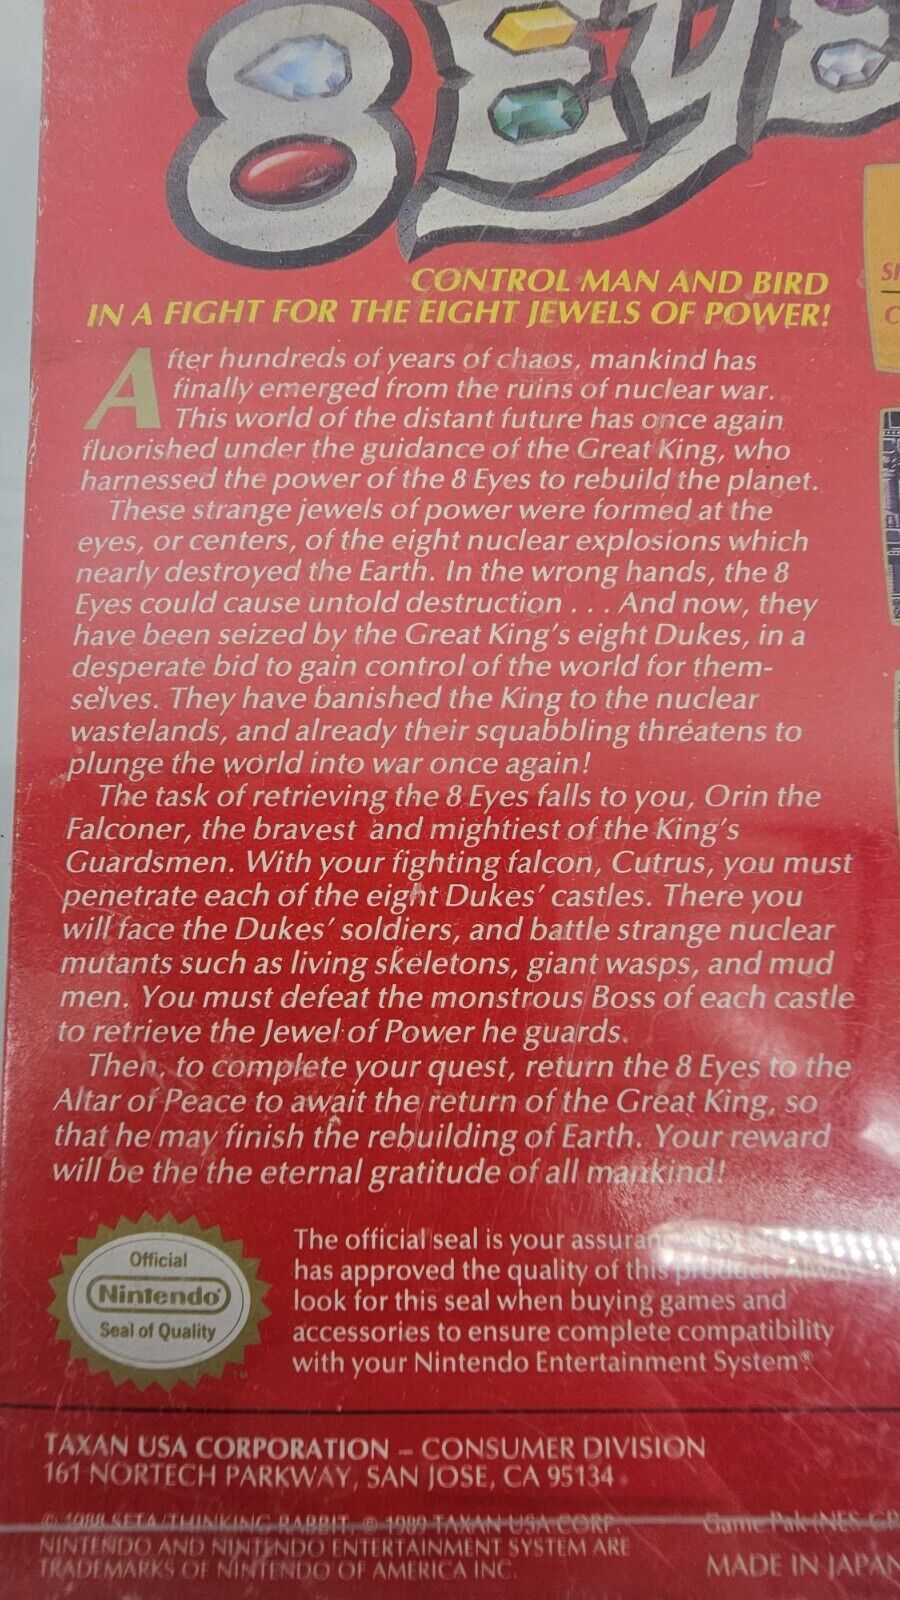 8 Eyes
CONTROL MAN AND BIRD
IN A FIGHT FOR THE EIGHT JEWELS OF POWER!
After hundreds of years of chaos, mankind has
finally emerged from the ruins of nuclear war.
This world of the distant future has once again
fluorished under the guidance of the Great King, who
harnessed the power of the 8 Eyes to rebuild the planet.
These strange jewels of power were formed at the
eyes, or centers, of the eight nuclear explosions which
nearly destroyed the Earth. In the wrong hands, the 8
Eyes could cause untold destruction . . . And now, they
have been seized by the Great King's eight Dukes, in a
desperate bid to gain control of the world for them-
selves. They have banished the King to the nuclear
wastelands, and already their squabbling threatens to
plunge the world into war once again!
The task of retrieving the 8 Eyes falls to you, Orin the
Falconer, the bravest and mightiest of the King's
Guardsmen. With your fighting falcon, Cutrus, you must
penetrate each of the eight Dukes' castles. There you
will face the Dukes' soldiers, and battle strange nuclear
mutants such as living skeletons, giant wasps, and mud
men. You must defeat the monstrous Boss of each castle
to retrieve the Jewel of Power he guards.
Then, to complete your quest, return the 8 Eyes to the
Altar of Peace to await the return of the Great King, so
that he may finish the rebuilding of Earth. Your reward
will be the the eternal gratitude of all mankind!
Official
Nintendo®
Seal of Quality
TM
The official seal is your
has approved the quality of this product. Always
look for this seal when buying games and
accessories to ensure complete compatibility
with your Nintendo Entertainment System®
TAXAN USA CORPORATION – CONSUMER DIVISION
161 NORTECH PARKWAY, SAN JOSE, CA 95134
© 1988 SETA/THINKING RABBIT, © 1989 TAXAN USA CORP.
NINTENDO AND NINTENDO ENTERTAINMENT SYSTEM ARE
TRADEMARKS OF NINTENDO OF AMERICA INC.
Game Pak (NES-GP
MADE IN JAPAN